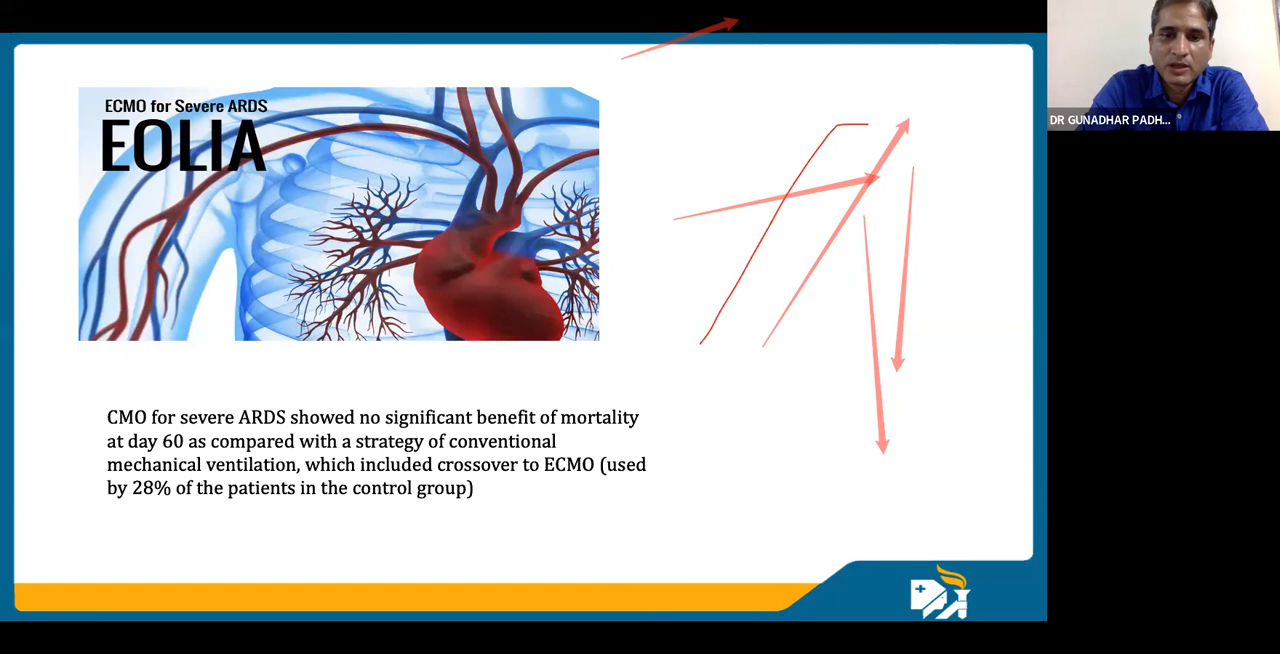 ECMO for Severe ARDS
EOLIA
DR GUNADHAR PADH...
CMO for severe ARDS showed no significant benefit of mortality
at day 60 as compared with a strategy of conventional
mechanical ventilation, which included crossover to ECMO (used
by 28% of the patients in the control group)